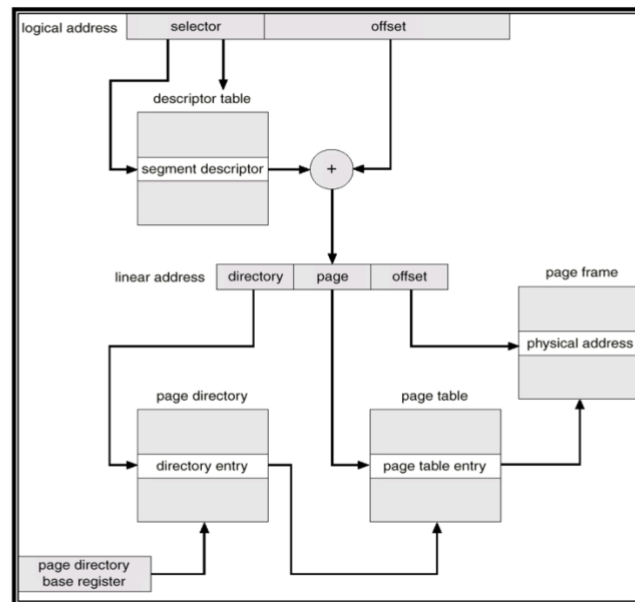 logical address
selector
offset
descriptor table
segment descriptor
+
linear address
directory
page
offset
page frame
physical address
page directory
page table
directory entry
page table entry
page directory
base register